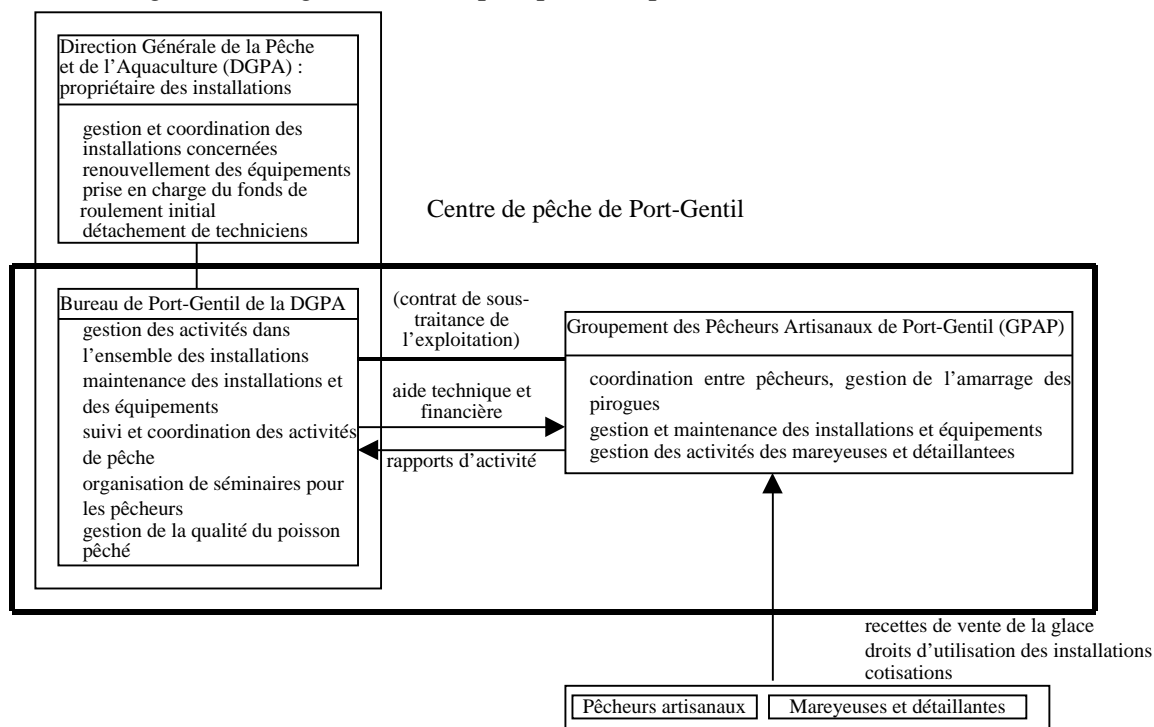 Direction Générale de la Pêche
et de l’Aquaculture (DGPA) :
propriétaire des installations
gestion et coordination des
installations concernées
renouvellement des équipements
prise en charge du fonds de
roulement initial
détachement de techniciens
Centre de pêche de Port-Gentil
Bureau de Port-Gentil de la DGPA
gestion des activités dans
l’ensemble des installations
maintenance des installations et
des équipements
suivi et coordination des activités
de pêche
organisation de séminaires pour
les pêcheurs
gestion de la qualité du poisson
pêché
(contrat de sous-
traitance de
l’exploitation)
aide technique et
financière
rapports d’activité
Groupement des Pêcheurs Artisanaux de Port-Gentil (GPAP)
coordination entre pêcheurs, gestion de l’amarrage des
pirogues
gestion et maintenance des installations et équipements
gestion des activités des mareyeuses et détaillantees
recettes de vente de la glace
droits d’utilisation des installations
cotisations
Pêcheurs artisanaux
Mareyeuses et détaillantes